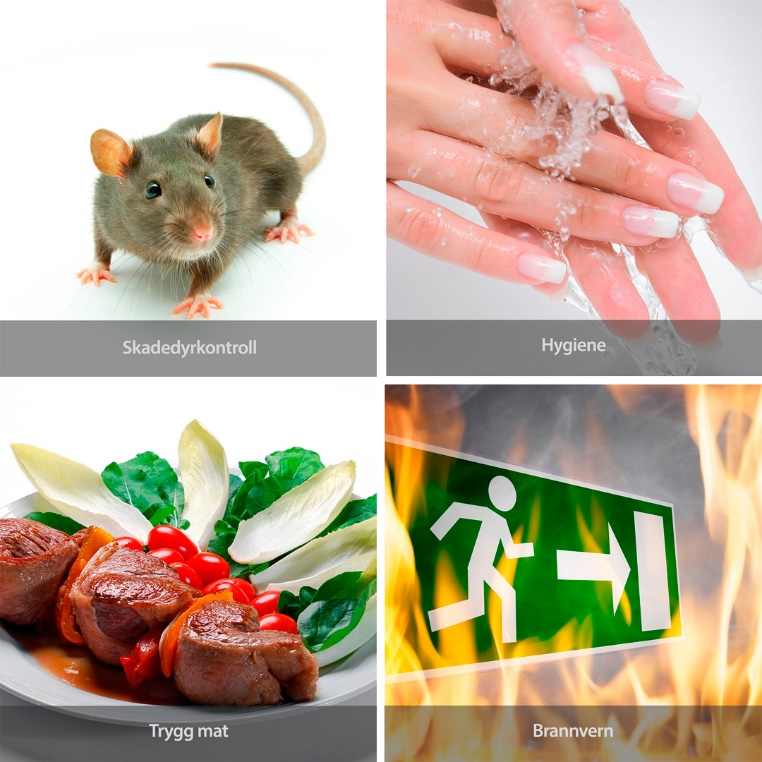 Skadedyrkontroll
Hygiene
Trygg mat
Brannvern